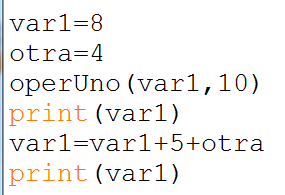 var1=8
otra=4
operUno(var1,10)
print(var1)
var1=var1+5+otra
print(var1)